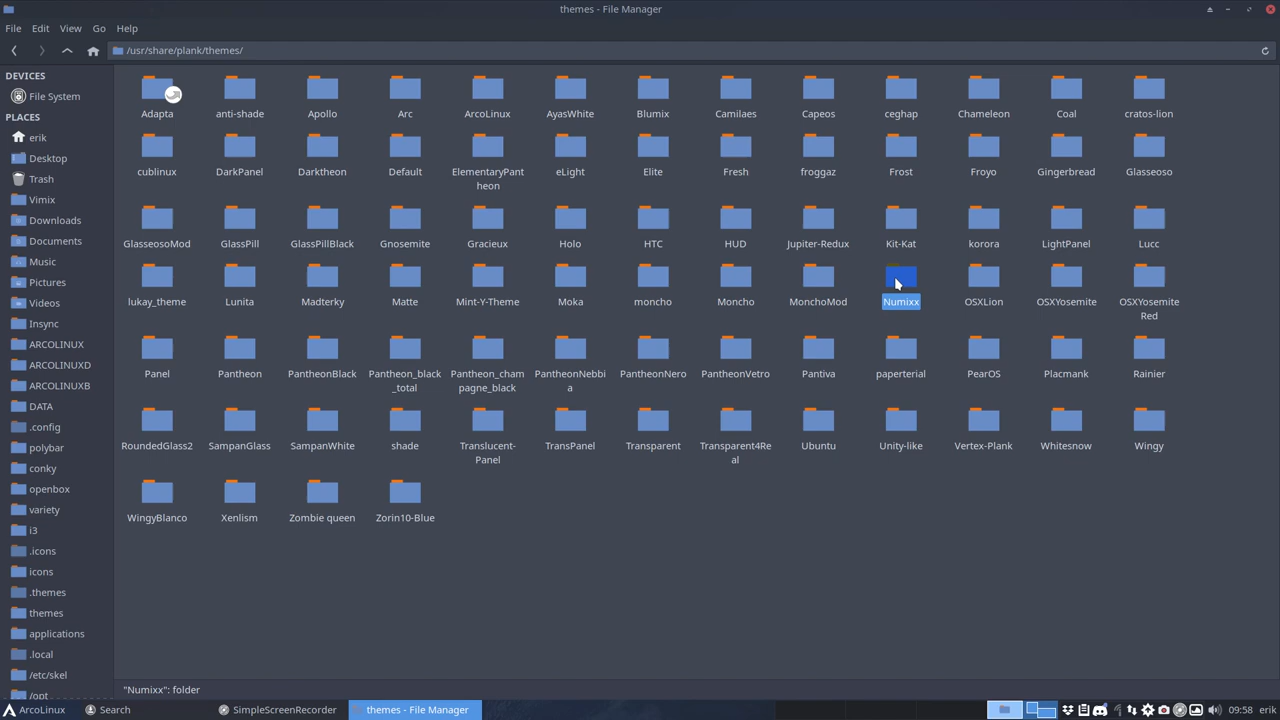 themes - File Manager
File Edit View Go Help
/usr/share/plank/themes/
DEVICES
File System
PLACES
erik
Desktop
Trash
Vimix
Downloads
Documents
Music
Pictures
Videos
Insync
ARCOLINUX
ARCOLINUXD
ARCOLINUXB
DATA
.config
polybar
conky
openbox
variety
i3
.icons
icons
.themes
themes
applications
.local
/etc/skel
/opt
Adapta anti-shade Apollo Arc ArcoLinux AyasWhite Blumix Camilaes Capeos ceghap Chameleon Coal cratos-lion
cublinux DarkPanel Darktheon Default ElementaryPant eLight Elite Fresh froggaz Frost Froyo Gingerbread Glasseoso
heon
GlasseosoMod GlassPill GlassPillBlack Gnosemite Gracieux Holo HTC HUD Jupiter-Redux Kit-Kat korora LightPanel Lucc
lukay_theme Lunita Madterky Matte Mint-Y-Theme Moka moncho Moncho MonchoMod Numixx OSXLion OSXYosemite OSXYosemite
Red
Panel Pantheon PantheonBlack Pantheon_black Pantheon_cham PantheonNebbi PantheonNero PantheonVetro Pantiva paperterial PearOS Placmank Rainier
_total pagne_black a
RoundedGlass2 SampanGlass SampanWhite shade Translucent- TransPanel Transparent Transparent4Re Ubuntu Unity-like Vertex-Plank Whitesnow Wingy
Panel al
WingyBlanco Xenlism Zombie queen Zorin10-Blue
"Numixx": folder
ArcoLinux Search SimpleScreenRecorder themes - File Manager 09:58 erik